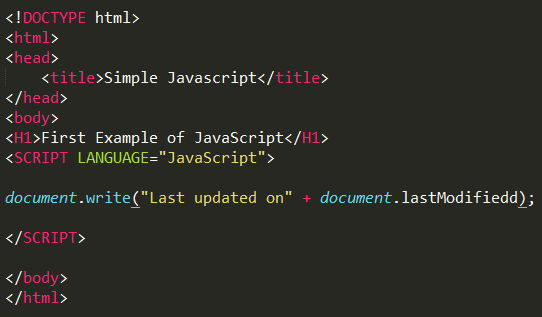 <!DOCTYPE html>
<html>
<head>
    <title>Simple Javascript</title>
</head>
<body>
<H1>First Example of JavaScript</H1>
<SCRIPT LANGUAGE="JavaScript">
document.write("Last updated on" + document.lastModifiedd);
</SCRIPT>
</body>
</html>